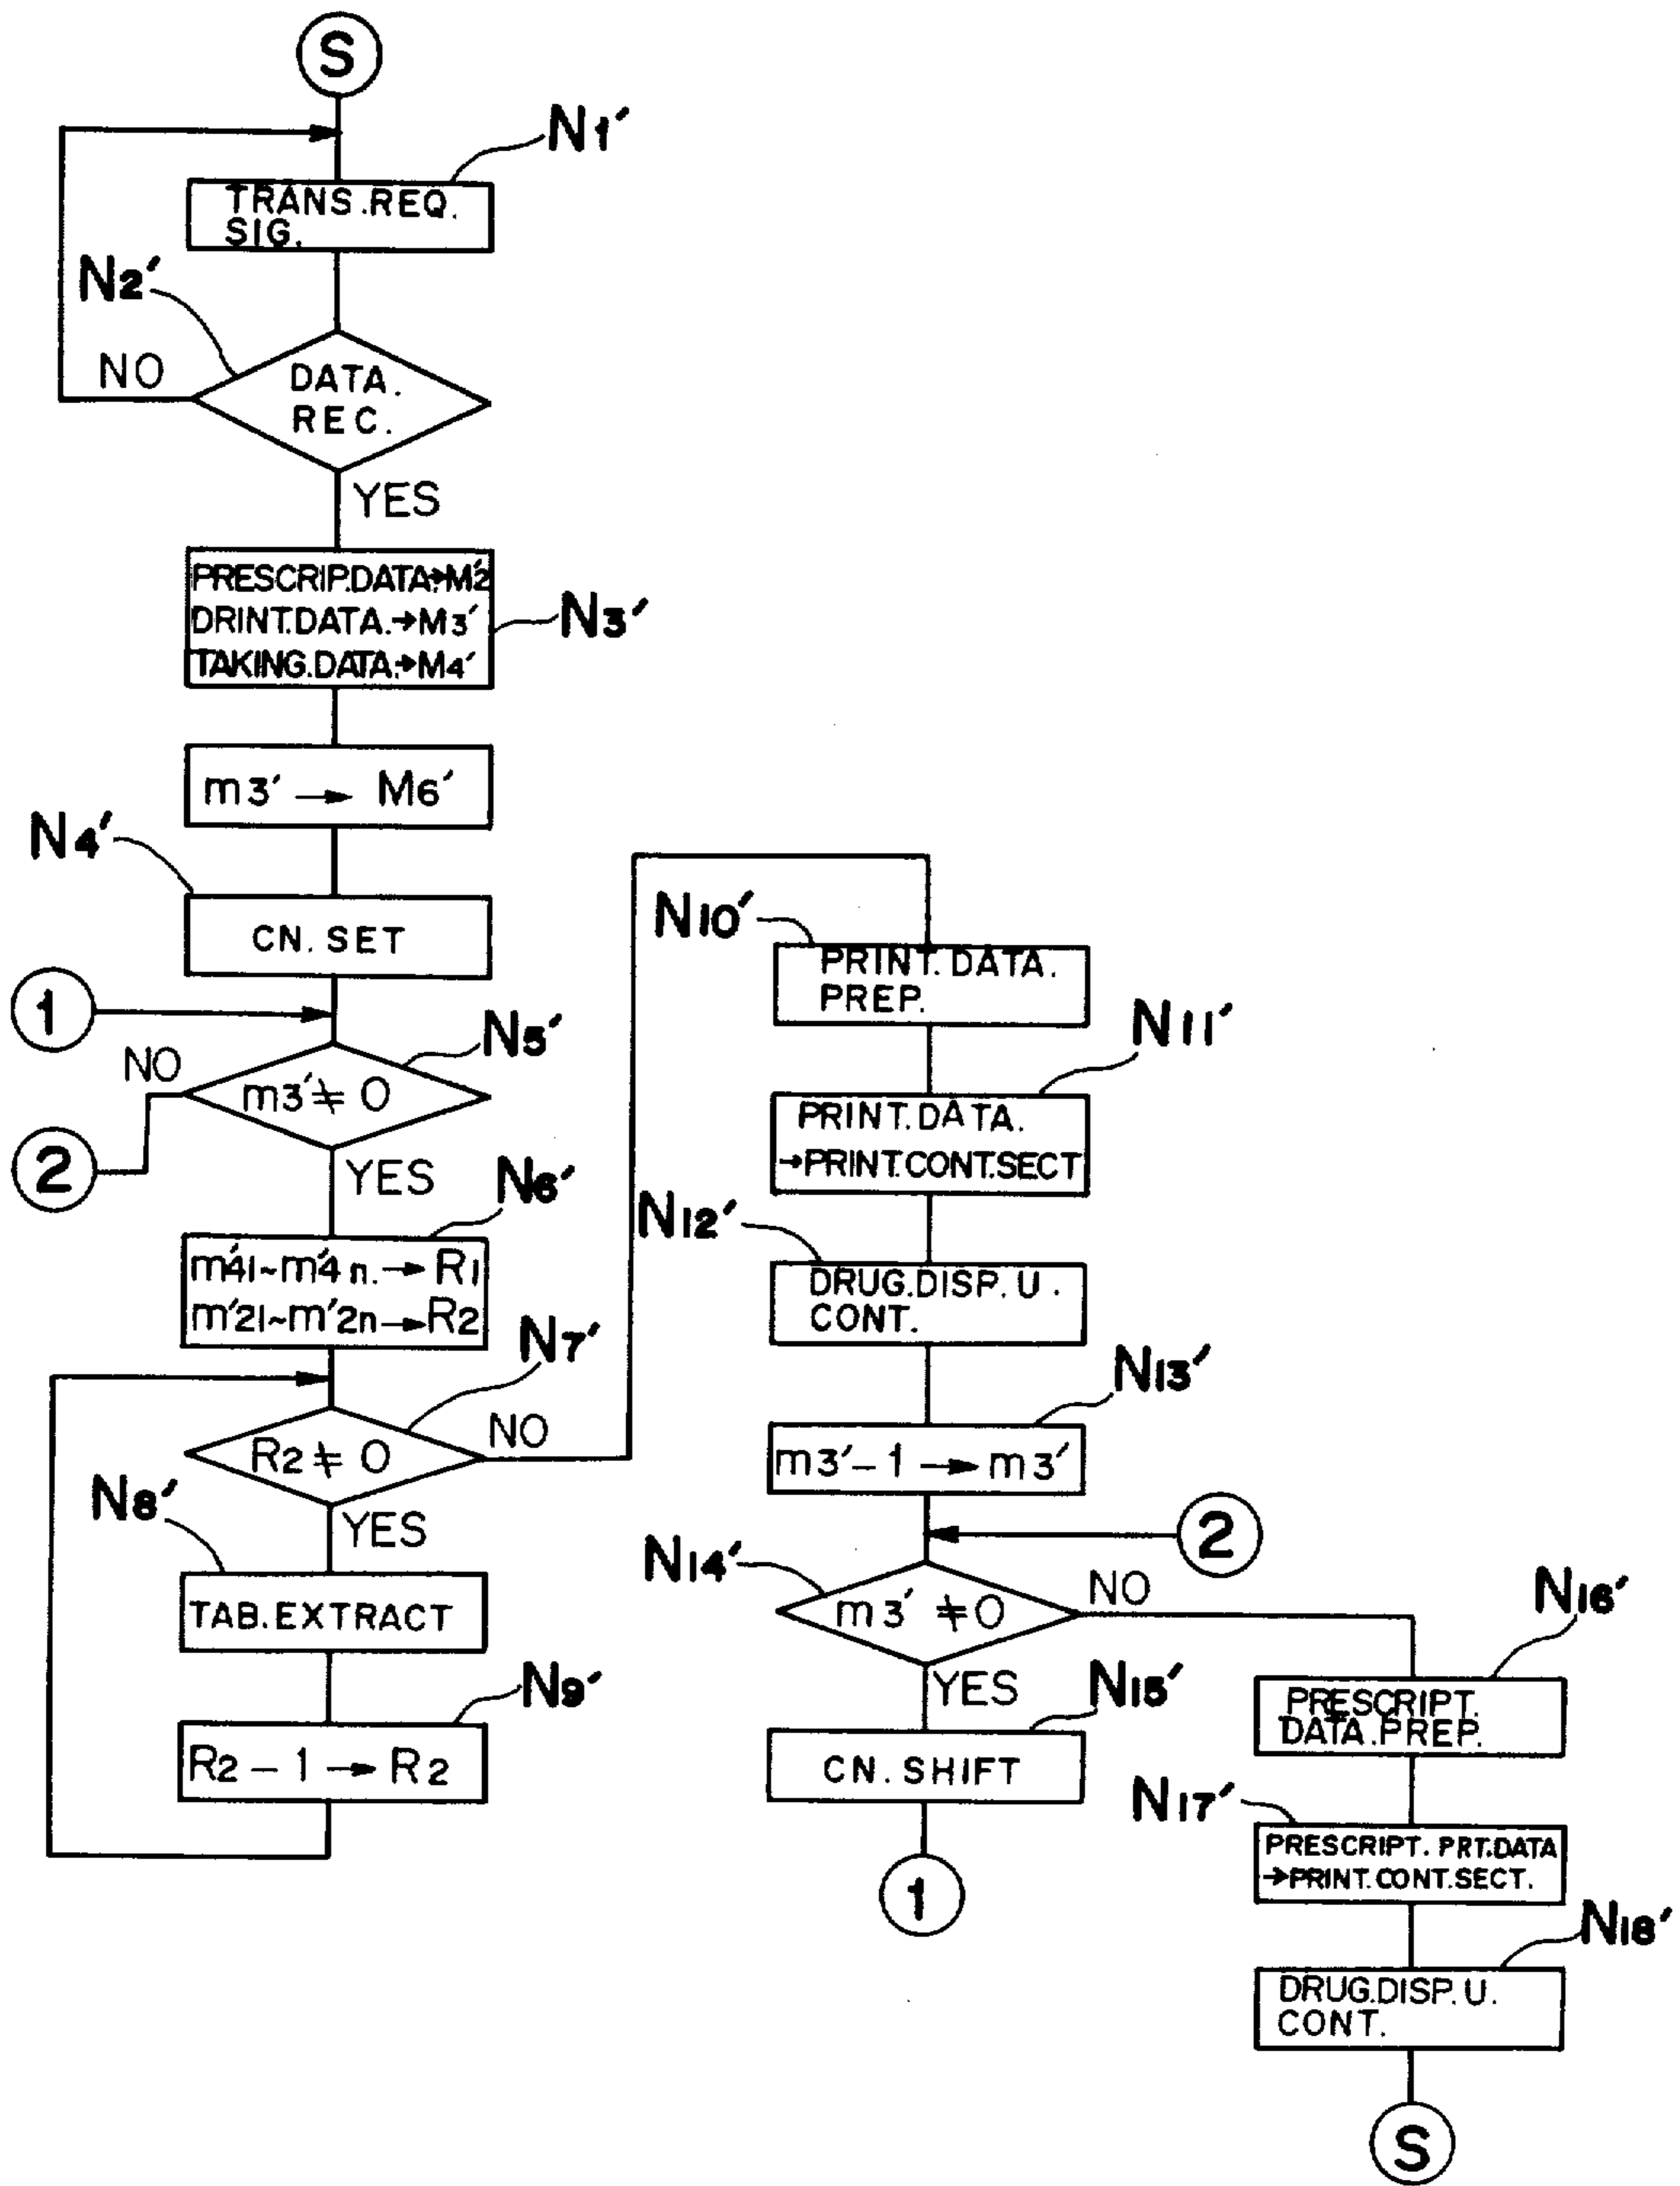 S
N1'
TRANS.REQ.
SIG.
N2'
NO
DATA.
REC.
YES
PRESCRIP.DATA.→M'2
DRINT.DATA.→M3'
TAKING.DATA.→M4'
N3'
m3' → M6'
N4'
CN. SET
1
N5'
NO
m3' ≠ 0
2
YES
N6'
m'41~m'4n. → R1
m'21~m'2n → R2
N7'
R2 ≠ 0
NO
N8'
YES
TAB.EXTRACT
N9'
R2 - 1 → R2
N10'
PRINT. DATA.
PREP.
N11'
PRINT.DATA.
→PRINT.CONT.SECT
N12'
DRUG.DISP. U.
CONT.
N13'
m3' - 1 → m3'
2
N14'
m3' ≠ 0
NO
YES
N15'
CN. SHIFT
1
N16'
PRESCRIPT.
DATA.PREP.
N17'
PRESCRIPT. PRT.DATA
→PRINT.CONT.SECT.
N18'
DRUG.DISP. U.
CONT.
S